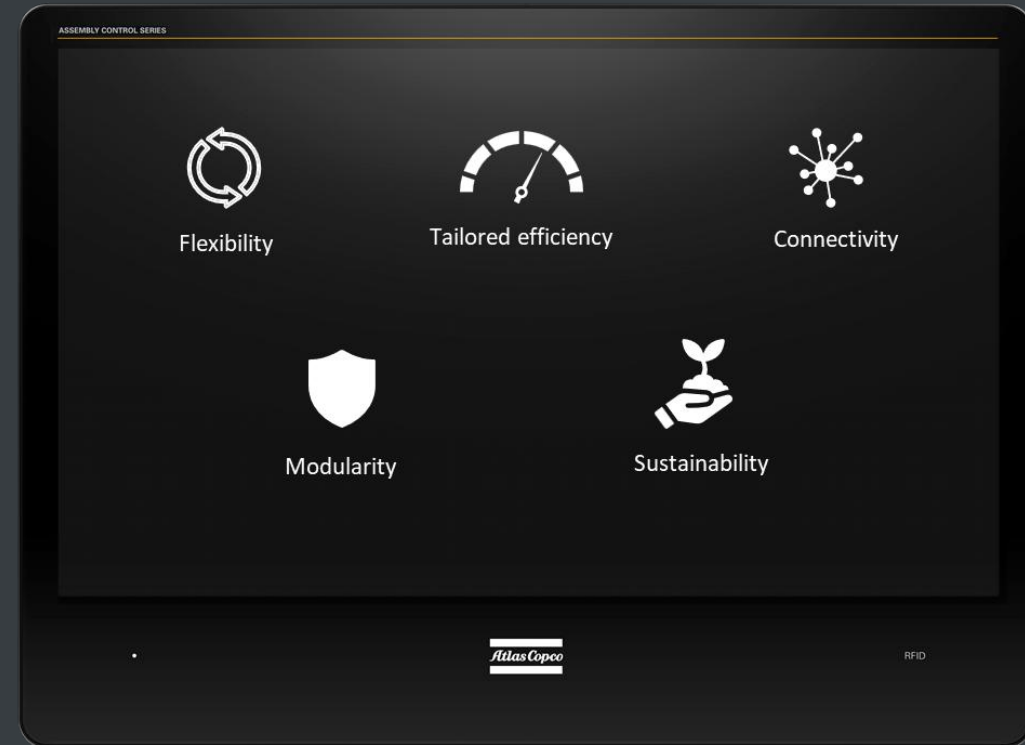 ASSEMBLY CONTROL SERIES
Flexibility
Tailored efficiency
Connectivity
Modularity
Sustainability
Atlas Copco
RFID